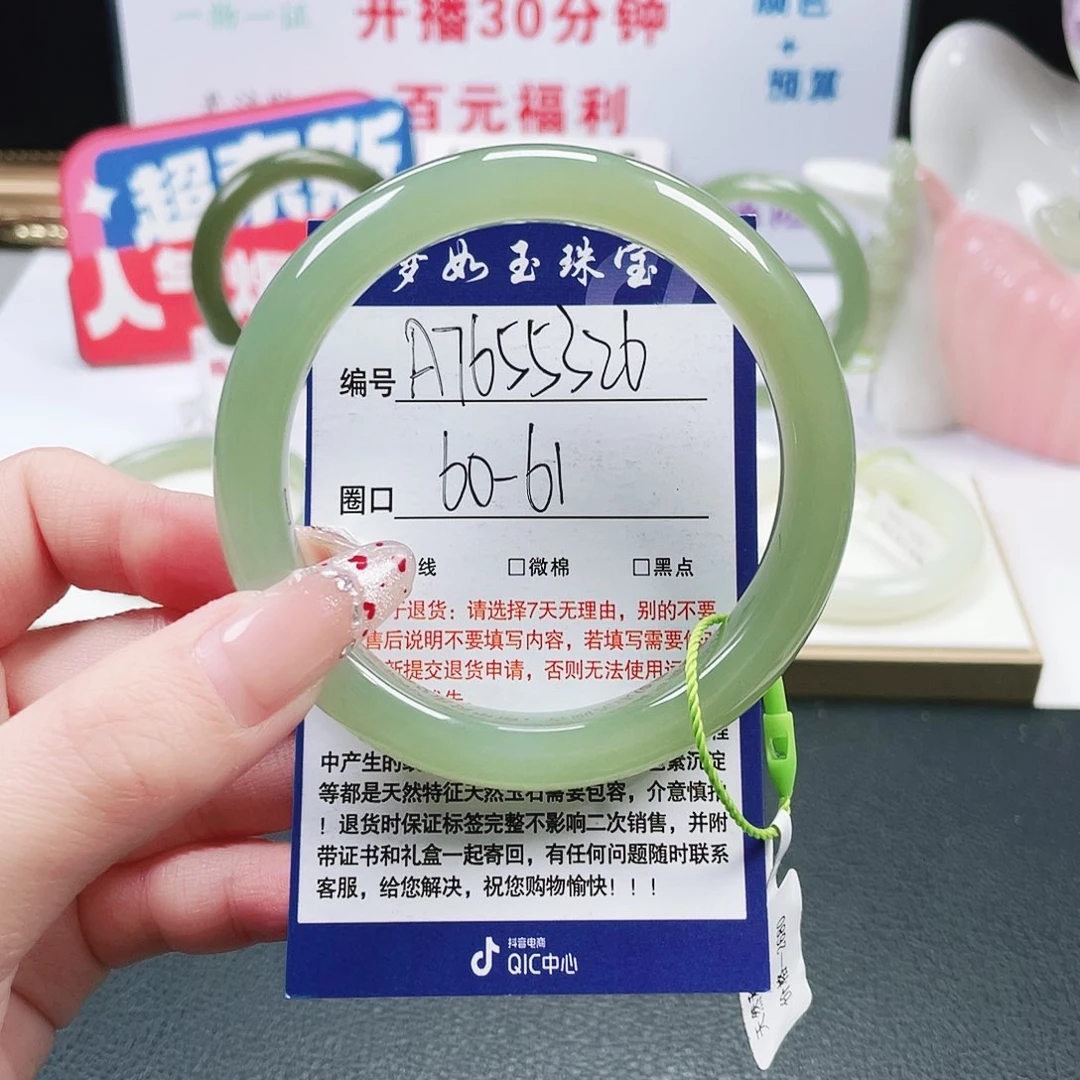 开播30分钟
百元福利
颜色
+
预算
人气
梦如玉珠宝
编号 A7655326
圈口 60-61
线 □微棉 □黑点
退货：请选择7天无理由，别的不要
售后说明不要填写内容，若填写需要
新提交退货申请，否则无法使用
中产生的
等都是天然特征天然玉石需要包容，介意慎拍
！退货时保证标签完整不影响二次销售，并附
带证书和礼盒一起寄回，有任何问题随时联系
客服，给您解决，祝您购物愉快！！！
抖音电商
QIC中心